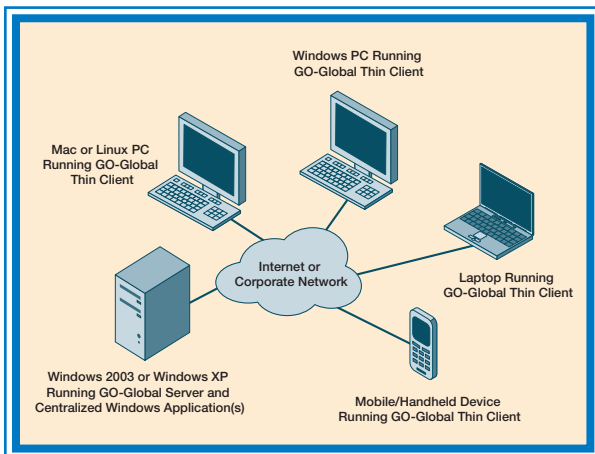 Windows PC Running
GO-Global Thin Client
Mac or Linux PC
Running GO-Global
Thin Client
Internet or
Corporate Network
Laptop Running
GO-Global Thin Client
Windows 2003 or Windows XP
Running GO-Global Server and
Centralized Windows Application(s)
Mobile/Handheld Device
Running GO-Global Thin Client